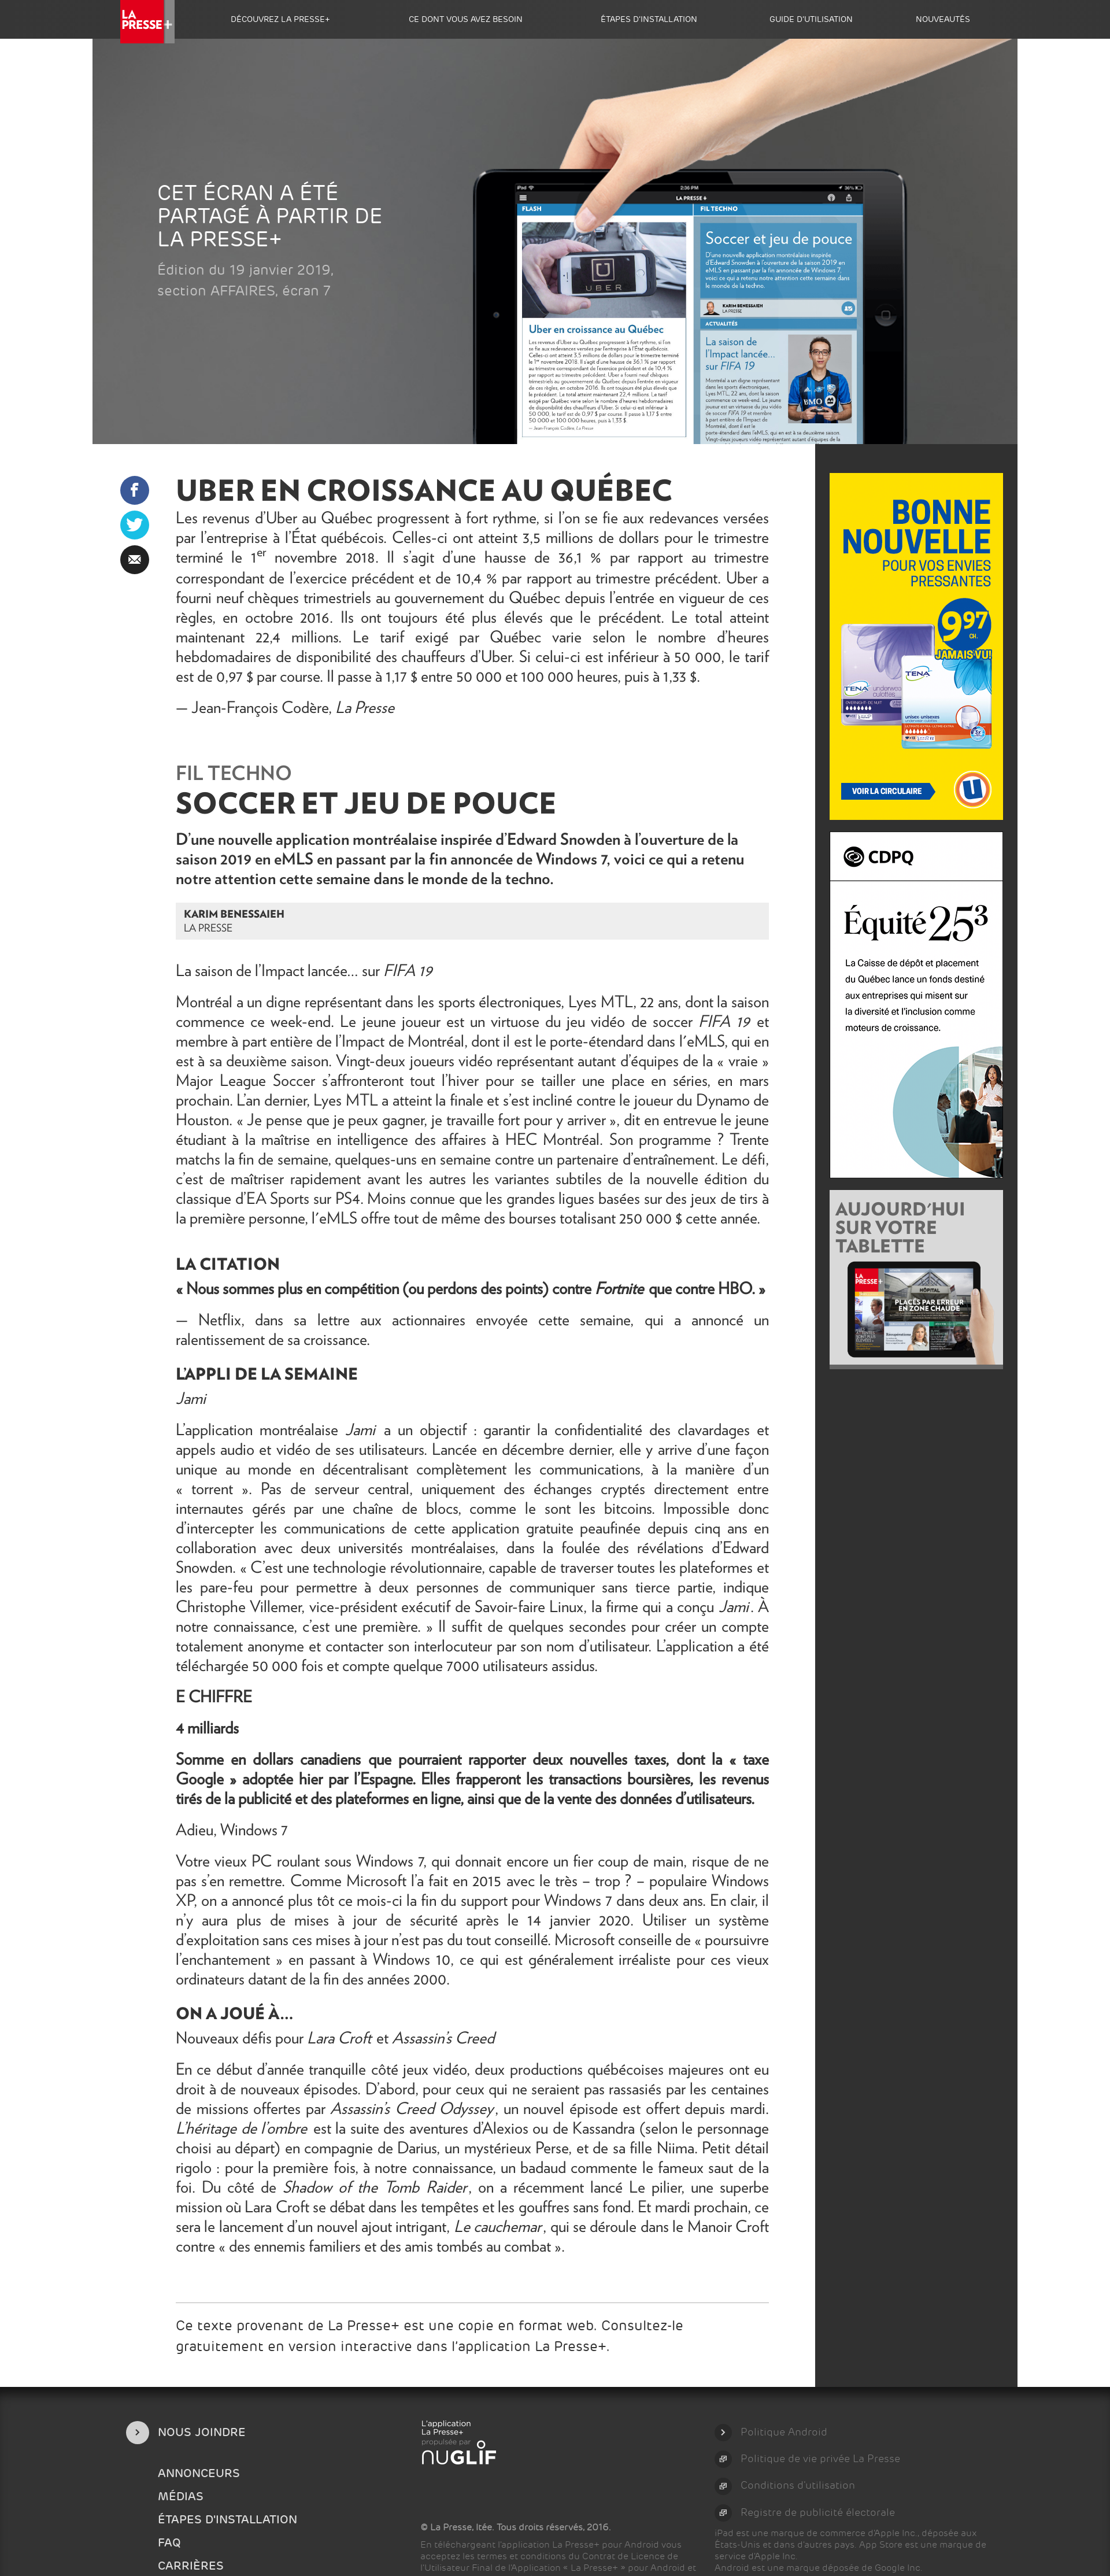 LA PRESSE+
DÉCOUVREZ LA PRESSE+
CE DONT VOUS AVEZ BESOIN
ÉTAPES D'INSTALLATION
GUIDE D'UTILISATION
NOUVEAUTÉS
CET ÉCRAN A ÉTÉ
PARTAGÉ À PARTIR DE
LA PRESSE+
Édition du 19 janvier 2019,
section AFFAIRES, écran 7
iPad
2:26 PM
LA PRESSE +
FLASH
FIL TECHNO
UBER
Uber en croissance au Québec
Soccer et jeu de pouce
D'une nouvelle application montréalaise inspirée
d'Edward Snowden à l'ouverture de la saison 2019 en
eMLS en passant par la fin annoncée de Windows 7,
voici ce qui a retenu notre attention cette semaine dans
le monde de la techno.
KARIM BENESSAIEH
LA PRESSE
ACTUALITÉS
La saison de
l'Impact lancée...
sur FIFA 19
UBER EN CROISSANCE AU QUÉBEC
Les revenus d'Uber au Québec progressent à fort rythme, si l'on se fie aux redevances versées
par l'entreprise à l'État québécois. Celles-ci ont atteint 3,5 millions de dollars pour le trimestre
terminé le 1er novembre 2018. Il s'agit d'une hausse de 36,1 % par rapport au trimestre
correspondant de l'exercice précédent et de 10,4 % par rapport au trimestre précédent. Uber a
fourni neuf chèques trimestriels au gouvernement du Québec depuis l'entrée en vigueur de ces
règles, en octobre 2016. Ils ont toujours été plus élevés que le précédent. Le total atteint
maintenant 22,4 millions. Le tarif exigé par Québec varie selon le nombre d'heures
hebdomadaires de disponibilité des chauffeurs d'Uber. Si celui-ci est inférieur à 50 000, le tarif
est de 0,97 $ par course. Il passe à 1,17 $ entre 50 000 et 100 000 heures, puis à 1,33 $.
— Jean-François Codère, La Presse
FIL TECHNO
SOCCER ET JEU DE POUCE
D'une nouvelle application montréalaise inspirée d'Edward Snowden à l'ouverture de la
saison 2019 en eMLS en passant par la fin annoncée de Windows 7, voici ce qui a retenu
notre attention cette semaine dans le monde de la techno.
KARIM BENESSAIEH
LA PRESSE
La saison de l'Impact lancée... sur FIFA 19
Montréal a un digne représentant dans les sports électroniques, Lyes MTL, 22 ans, dont la saison
commence ce week-end. Le jeune joueur est un virtuose du jeu vidéo de soccer FIFA 19 et
membre à part entière de l'Impact de Montréal, dont il est le porte-étendard dans l'eMLS, qui en
est à sa deuxième saison. Vingt-deux joueurs vidéo représentant autant d'équipes de la « vraie »
Major League Soccer s'affronteront tout l'hiver pour se tailler une place en séries, en mars
prochain. L'an dernier, Lyes MTL a atteint la finale et s'est incliné contre le joueur du Dynamo de
Houston. « Je pense que je peux gagner, je travaille fort pour y arriver », dit en entrevue le jeune
étudiant à la maîtrise en intelligence des affaires à HEC Montréal. Son programme ? Trente
matchs la fin de semaine, quelques-uns en semaine contre un partenaire d'entraînement. Le défi,
c'est de maîtriser rapidement avant les autres les variantes subtiles de la nouvelle édition du
classique d'EA Sports sur PS4. Moins connue que les grandes ligues basées sur des jeux de tirs à
la première personne, l'eMLS offre tout de même des bourses totalisant 250 000 $ cette année.
LA CITATION
« Nous sommes plus en compétition (ou perdons des points) contre Fortnite que contre HBO. »
— Netflix, dans sa lettre aux actionnaires envoyée cette semaine, qui a annoncé un
ralentissement de sa croissance.
L'APPLI DE LA SEMAINE
Jami
L'application montréalaise Jami a un objectif : garantir la confidentialité des clavardages et
appels audio et vidéo de ses utilisateurs. Lancée en décembre dernier, elle y arrive d'une façon
unique au monde en décentralisant complètement les communications, à la manière d'un
« torrent ». Pas de serveur central, uniquement des échanges cryptés directement entre
internautes gérés par une chaîne de blocs, comme le sont les bitcoins. Impossible donc
d'intercepter les communications de cette application gratuite peaufinée depuis cinq ans en
collaboration avec deux universités montréalaises, dans la foulée des révélations d'Edward
Snowden. « C'est une technologie révolutionnaire, capable de traverser toutes les plateformes et
les pare-feu pour permettre à deux personnes de communiquer sans tierce partie, indique
Christophe Villemer, vice-président exécutif de Savoir-faire Linux, la firme qui a conçu Jami. À
notre connaissance, c'est une première. » Il suffit de quelques secondes pour créer un compte
totalement anonyme et contacter son interlocuteur par son nom d'utilisateur. L'application a été
téléchargée 50 000 fois et compte quelque 7000 utilisateurs assidus.
E CHIFFRE
4 milliards
Somme en dollars canadiens que pourraient rapporter deux nouvelles taxes, dont la « taxe
Google » adoptée hier par l'Espagne. Elles frapperont les transactions boursières, les revenus
tirés de la publicité et des plateformes en ligne, ainsi que de la vente des données d'utilisateurs.
Adieu, Windows 7
Votre vieux PC roulant sous Windows 7, qui donnait encore un fier coup de main, risque de ne
pas s'en remettre. Comme Microsoft l'a fait en 2015 avec le très – trop ? – populaire Windows
XP, on a annoncé plus tôt ce mois-ci la fin du support pour Windows 7 dans deux ans. En clair, il
n'y aura plus de mises à jour de sécurité après le 14 janvier 2020. Utiliser un système
d'exploitation sans ces mises à jour n'est pas du tout conseillé. Microsoft conseille de « poursuivre
l'enchantement » en passant à Windows 10, ce qui est généralement irréaliste pour ces vieux
ordinateurs datant de la fin des années 2000.
ON A JOUÉ À...
Nouveaux défis pour Lara Croft et Assassin's Creed
En ce début d'année tranquille côté jeux vidéo, deux productions québécoises majeures ont eu
droit à de nouveaux épisodes. D'abord, pour ceux qui ne seraient pas rassasiés par les centaines
de missions offertes par Assassin's Creed Odyssey, un nouvel épisode est offert depuis mardi.
L'héritage de l'ombre est la suite des aventures d'Alexios ou de Kassandra (selon le personnage
choisi au départ) en compagnie de Darius, un mystérieux Perse, et de sa fille Niima. Petit détail
rigolo : pour la première fois, à notre connaissance, un badaud commente le fameux saut de la
foi. Du côté de Shadow of the Tomb Raider, on a récemment lancé Le pilier, une superbe
mission où Lara Croft se débat dans les tempêtes et les gouffres sans fond. Et mardi prochain, ce
sera le lancement d'un nouvel ajout intrigant, Le cauchemar, qui se déroule dans le Manoir Croft
contre « des ennemis familiers et des amis tombés au combat ».
Ce texte provenant de La Presse+ est une copie en format web. Consultez-le
gratuitement en version interactive dans l'application La Presse+.
BONNE
NOUVELLE
POUR VOS ENVIES
PRESSANTES
9 97
ch.
JAMAIS VU!
TENA
TENA
VOIR LA CIRCULAIRE
U
CDPQ
Équité 25³
La Caisse de dépôt et placement
du Québec lance un fonds destiné
aux entreprises qui misent sur
la diversité et l'inclusion comme
moteurs de croissance.
AUJOURD'HUI
SUR VOTRE
TABLETTE
LA PRESSE+
HÔPITAL
PLACÉS PAR ERREUR
EN ZONE CHAUDE
NOUS JOINDRE
ANNONCEURS
MÉDIAS
ÉTAPES D'INSTALLATION
FAQ
CARRIÈRES
L'application
La Presse+
propulsée par
nuGLIF
© La Presse, ltée. Tous droits réservés, 2016.
En téléchargeant l'application La Presse+ pour Android vous
acceptez les termes et conditions du Contrat de Licence de
l'Utilisateur Final de l'Application « La Presse+ » pour Android et
Politique Android
Politique de vie privée La Presse
Conditions d'utilisation
Registre de publicité électorale
iPad est une marque de commerce d'Apple Inc., déposée aux
États-Unis et dans d'autres pays. App Store est une marque de
service d'Apple Inc.
Android est une marque déposée de Google Inc.